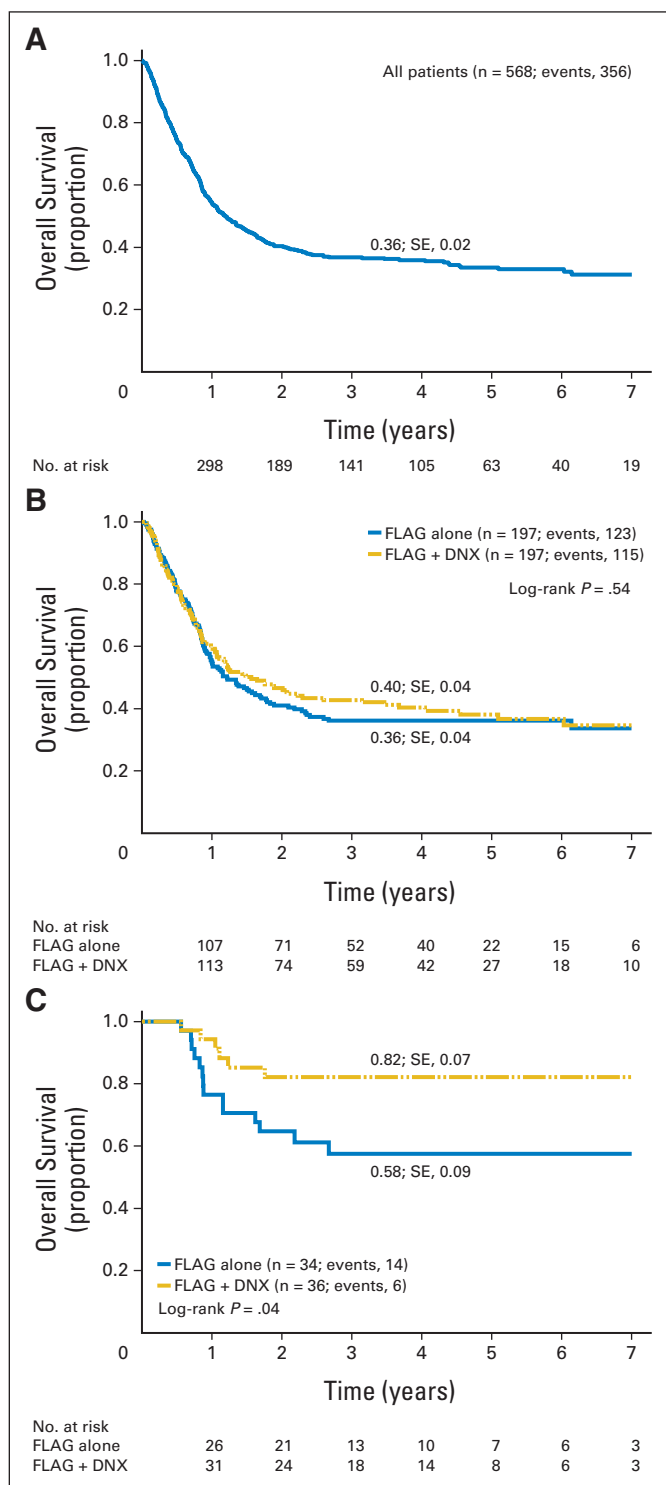 A
All patients (n = 568; events, 356)
1.0
0.8
0.6
0.4
0.2
0
Overall Survival
(proportion)
0.36; SE, 0.02
1 2 3 4 5 6 7
Time (years)
No. at risk 298 189 141 105 63 40 19
B
FLAG alone (n = 197; events, 123)
FLAG + DNX (n = 197; events, 115)
Log-rank P = .54
1.0
0.8
0.6
0.4
0.2
0
Overall Survival
(proportion)
0.40; SE, 0.04
0.36; SE, 0.04
1 2 3 4 5 6 7
Time (years)
No. at risk
FLAG alone 107 71 52 40 22 15 6
FLAG + DNX 113 74 59 42 27 18 10
C
1.0
0.8
0.6
0.4
0.2
0
Overall Survival
(proportion)
0.82; SE, 0.07
0.58; SE, 0.09
FLAG alone (n = 34; events, 14)
FLAG + DNX (n = 36; events, 6)
Log-rank P = .04
1 2 3 4 5 6 7
Time (years)
No. at risk
FLAG alone 26 21 13 10 7 6 3
FLAG + DNX 31 24 18 14 8 6 3